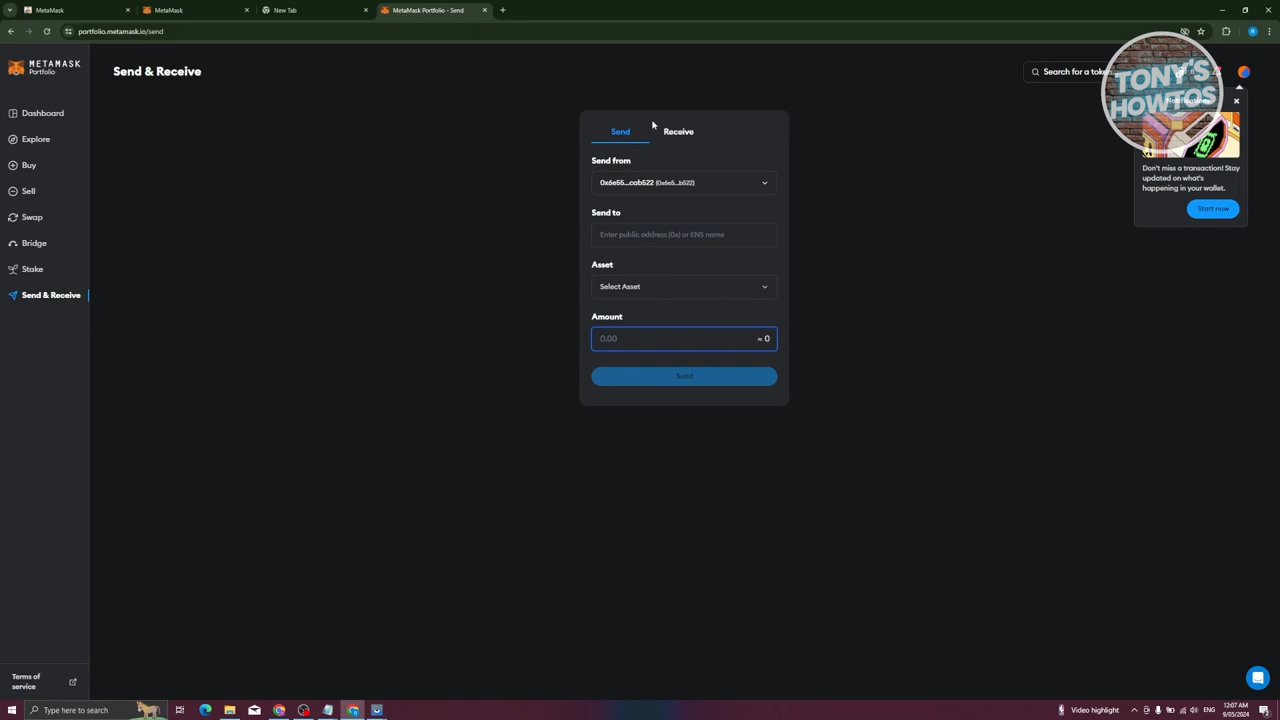 MetaMask
MetaMask
New Tab
MetaMask Portfolio - Send
portfolio.metamask.io/send
METAMASK
Portfolio
Send & Receive
Search for a token
TONY'S
HOWTOS
Notifications
Dashboard
Explore
Buy
Sell
Swap
Bridge
Stake
Send & Receive
Send
Receive
Send from
0x6e55...cab522 (0x6e5...b522)
Send to
Enter public address (0x) or ENS name
Asset
Select Asset
Amount
0.00
≈ 0
Send
Don't miss a transaction! Stay
updated on what's
happening in your wallet.
Start now
Terms of
service
Type here to search
Video highlight
ENG
12:07 AM
9/05/2024